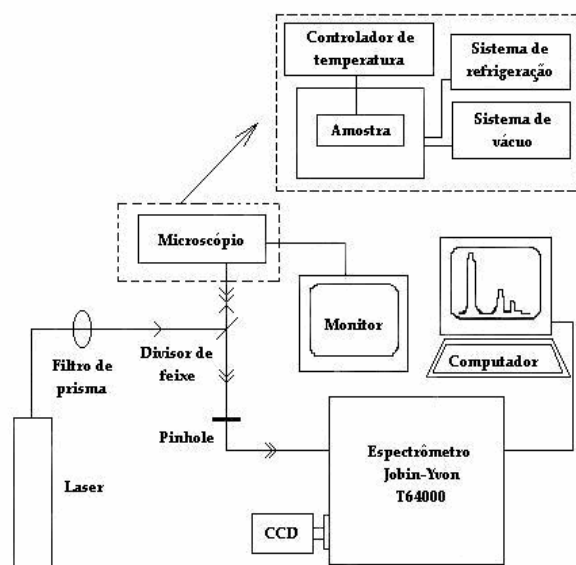 Controlador de
temperatura
Sistema de
refrigeração
Amostra
Sistema de
vácuo
Microscópio
Monitor
Computador
Filtro de
prisma
Divisor de
feixe
Pinhole
Laser
Espectrômetro
Jobin-Yvon
T64000
CCD